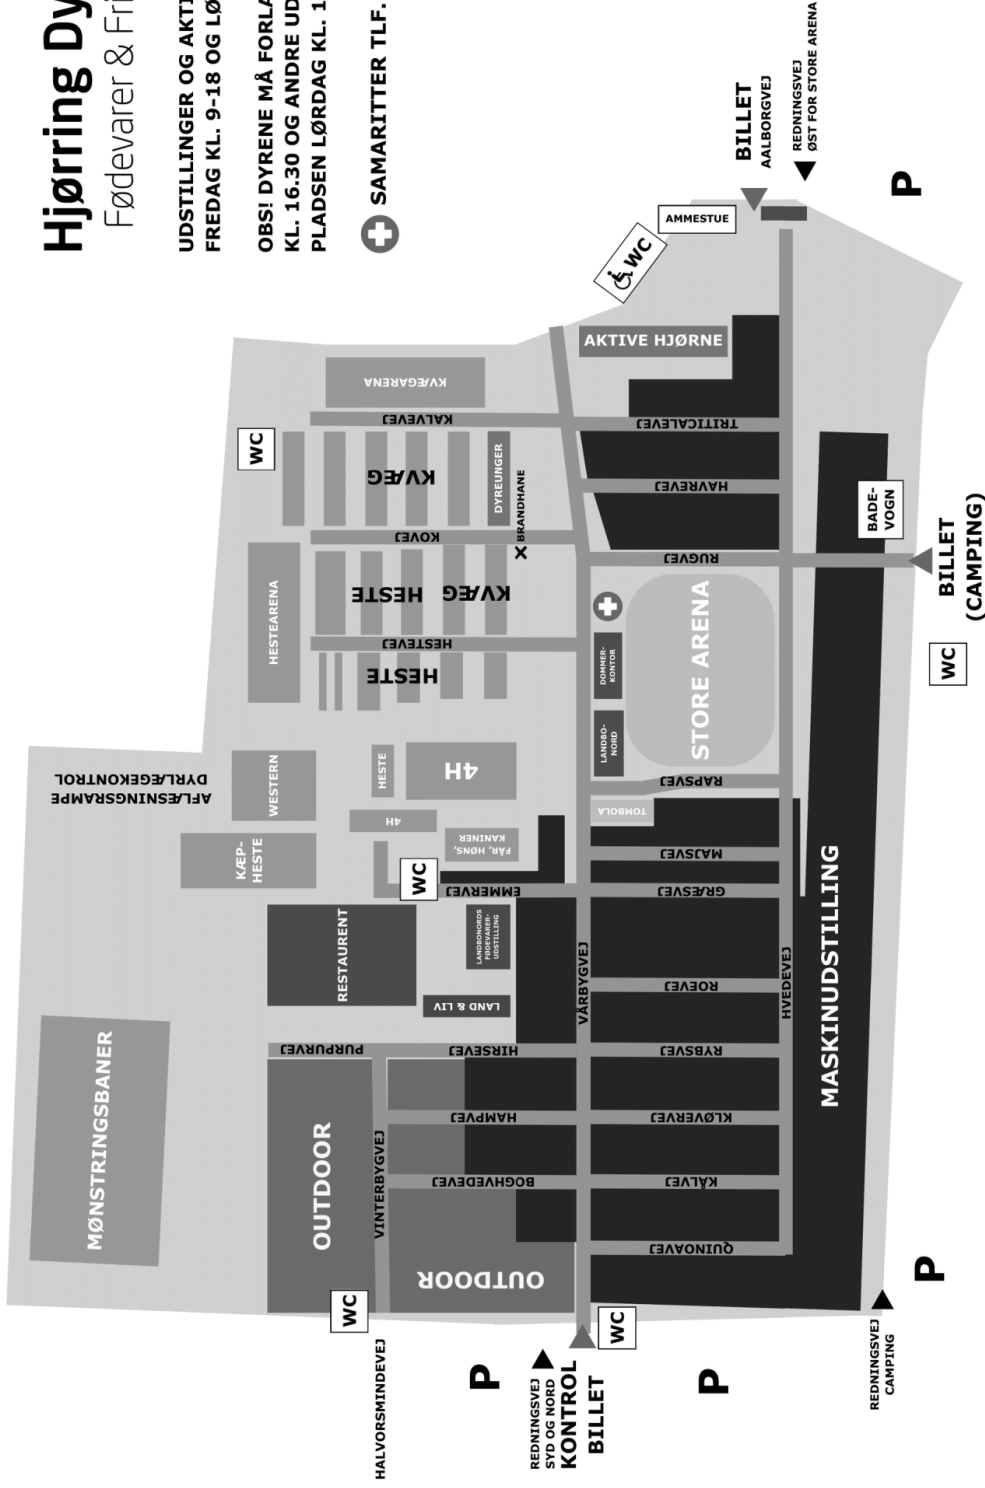 Hjørring Dy
Fødevarer & Fri
UDSTILLINGER OG AKTI
FREDAG KL. 9-18 OG LØ
OBS! DYRENE MÅ FORLA
KL. 16.30 OG ANDRE UD
PLADSEN LØRDAG KL. 1
SAMARITTER TLF.
BILLET
AALBORGVEJ
REDNINGSVEJ
ØST FOR STORE ARENA
P
AMMESTUE
WC
AKTIVE HJØRNE
KVÆGARENA
KALVEVEJ
TRITICALEVEJ
WC
KVÆG
DYREUNGER
BRANDHANE
HAVREVEJ
BADE-
VOGN
KOVEJ
RUGVEJ
BILLET
(CAMPING)
HESTEARENA
HESTE
KVÆG
HESTEVEJ
HESTE
DOMMER-
KONTOR
LANDBO-
NORD
STORE ARENA
WC
AFLÆSNINGSRAMPE
DYRLÆGEKONTROL
WESTERN
HESTE
4H
RAPSVEJ
TOMBOLA
KÆP-
HESTE
4H
FÅR, HØNS,
KANINER
MAJSVEJ
WC
EMMERVEJ
GRÆSVEJ
RESTAURENT
LANDBONORDS
FØDEVARER-
UDSTILLING
LAND & LIV
VÅRBYGVEJ
ROEVEJ
HVEDEVEJ
MASKINUDSTILLING
MØNSTRINGSBANER
PURPURVEJ
HIRSEVEJ
RYBSVEJ
OUTDOOR
VINTERBYGVEJ
HAMPVEJ
KLØVERVEJ
BOGHVEDEVEJ
KÅLVEJ
OUTDOOR
QUINOAVEJ
WC
WC
HALVORSMINDEVEJ
P
REDNINGSVEJ
SYD OG NORD
KONTROL
BILLET
P
REDNINGSVEJ
CAMPING
P